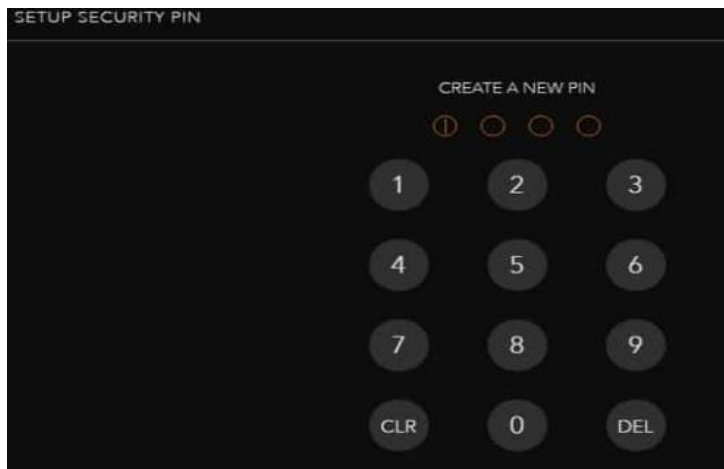 SETUP SECURITY PIN
CREATE A NEW PIN
1 2 3
4 5 6
7 8 9
CLR 0 DEL